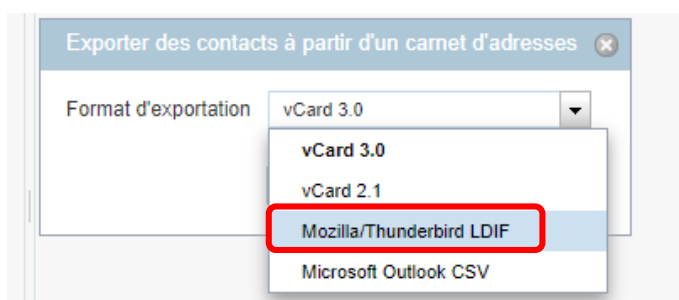 Exporter des contacts à partir d'un carnet d'adresses
Format d'exportation vCard 3.0
vCard 3.0
vCard 2.1
Mozilla/Thunderbird LDIF
Microsoft Outlook CSV